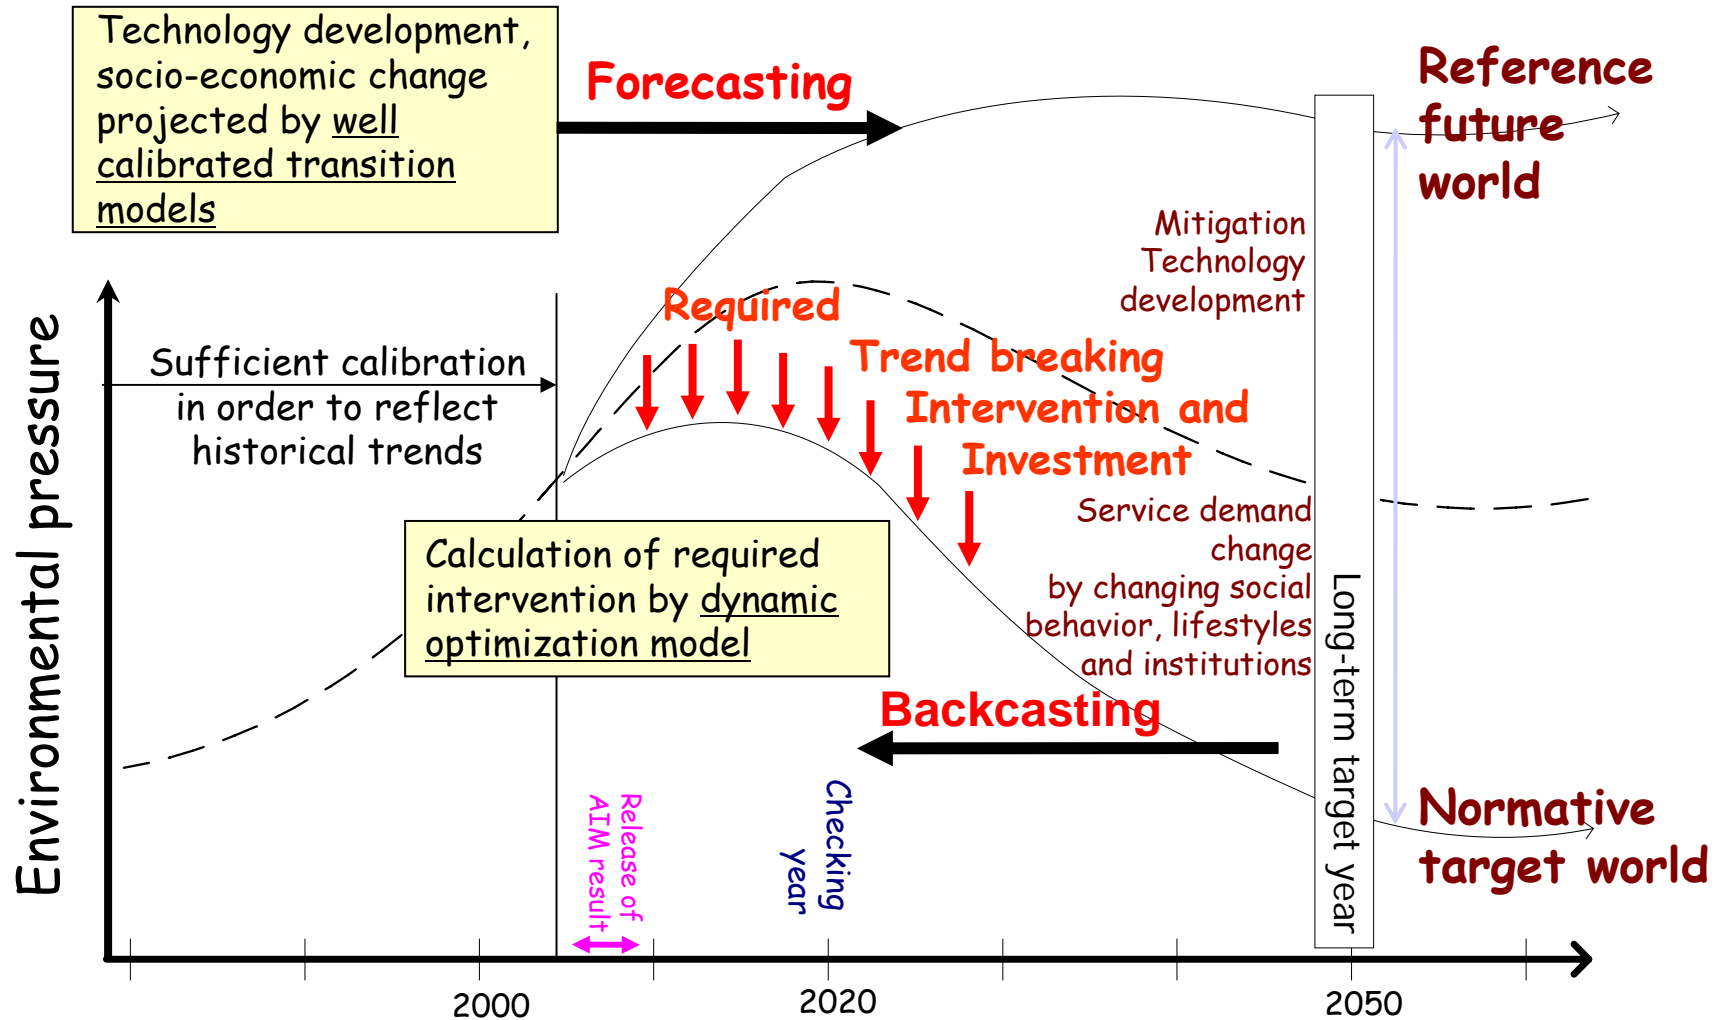 Technology development,
socio-economic change
projected by well
calibrated transition
models
Forecasting
Reference
future
world
Mitigation
Technology
development
Required
Trend breaking
Intervention and
Investment
Sufficient calibration
in order to reflect
historical trends
Environmental pressure
Calculation of required
intervention by dynamic
optimization model
Service demand
change
by changing social
behavior, lifestyles
and institutions
Long-term target year
Backcasting
Release of
AIM result
Checking
year
Normative
target world
2000
2020
2050